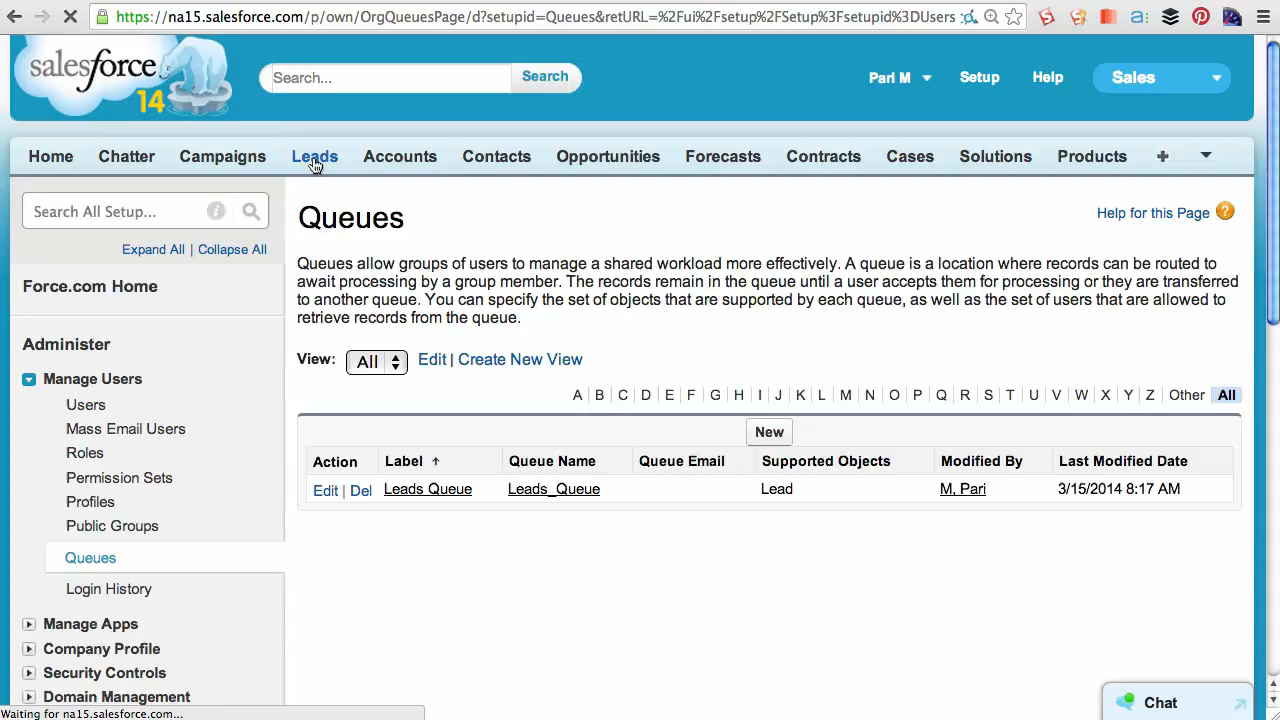 https://na15.salesforce.com/p/own/OrgQueuesPage/d?setupid=Queues&retURL=%2Fui%2Fsetup%2FSetup%3Fsetupid%3DUsers
salesforce
14
Search...
Search
Pari M
Setup
Help
Sales
Home
Chatter
Campaigns
Leads
Accounts
Contacts
Opportunities
Forecasts
Contracts
Cases
Solutions
Products
+
Search All Setup...
Expand All | Collapse All
Force.com Home
Administer
Manage Users
Users
Mass Email Users
Roles
Permission Sets
Profiles
Public Groups
Queues
Login History
Manage Apps
Company Profile
Security Controls
Domain Management
Queues
Help for this Page ?
Queues allow groups of users to manage a shared workload more effectively. A queue is a location where records can be routed to
await processing by a group member. The records remain in the queue until a user accepts them for processing or they are transferred
to another queue. You can specify the set of objects that are supported by each queue, as well as the set of users that are allowed to
retrieve records from the queue.
View: All Edit | Create New View
A | B | C | D | E | F | G | H | I | J | K | L | M | N | O | P | Q | R | S | T | U | V | W | X | Y | Z | Other All
New
Action Label Queue Name Queue Email Supported Objects Modified By Last Modified Date
Edit | Del Leads Queue Leads_Queue Lead M, Pari 3/15/2014 8:17 AM
Chat
Waiting for na15.salesforce.com...